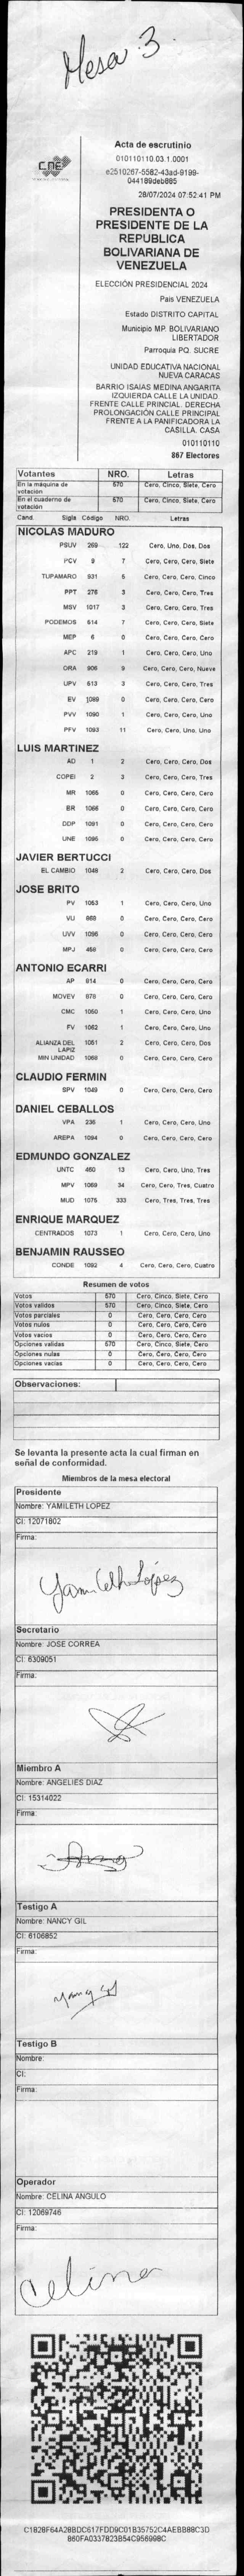 Mesa 3
CNE
Acta de escrutinio
010110110.03.1.0001
e2510267-5582-43ad-9199-
044189deb885
28/07/2024 07:52:41 PM
PRESIDENTA O
PRESIDENTE DE LA
REPUBLICA
BOLIVARIANA DE
VENEZUELA
ELECCIÓN PRESIDENCIAL 2024
Pais VENEZUELA
Estado DISTRITO CAPITAL
Municipio MP. BOLIVARIANO
LIBERTADOR
Parroquia PQ. SUCRE
UNIDAD EDUCATIVA NACIONAL
NUEVA CARACAS
BARRIO ISAIAS MEDINA ANGARITA
IZQUIERDA CALLE LA UNIDAD.
FRENTE CALLE PRINCIAL. DERECHA
PROLONGACIÓN CALLE PRINCIPAL
FRENTE A LA PANIFICADORA LA
CASILLA. CASA
010110110
867 Electores
Votantes NRO. Letras
En la máquina de votación 570 Cero, Cinco, Siete, Cero
En el cuaderno de votación 570 Cero, Cinco, Siete, Cero
Cand. Sigla Codigo NRO. Letras
NICOLAS MADURO
PSUV 269 122 Cero, Uno, Dos, Dos
PCV 9 7 Cero, Cero, Cero, Siete
TUPAMARO 931 5 Cero, Cero, Cero, Cinco
PPT 276 3 Cero, Cero, Cero, Tres
MSV 1017 3 Cero, Cero, Cero, Tres
PODEMOS 514 7 Cero, Cero, Cero, Siete
MEP 6 0 Cero, Cero, Cero, Cero
APC 219 1 Cero, Cero, Cero, Uno
ORA 906 9 Cero, Cero, Cero, Nueve
UPV 613 3 Cero, Cero, Cero, Tres
EV 1089 0 Cero, Cero, Cero, Cero
PVV 1090 1 Cero, Cero, Cero, Uno
PFV 1093 11 Cero, Cero, Uno, Uno
LUIS MARTINEZ
AD 1 2 Cero, Cero, Cero, Dos
COPEI 2 3 Cero, Cero, Cero, Tres
MR 1065 0 Cero, Cero, Cero, Cero
BR 1066 0 Cero, Cero, Cero, Cero
DDP 1091 0 Cero, Cero, Cero, Cero
UNE 1095 0 Cero, Cero, Cero, Cero
JAVIER BERTUCCI
EL CAMBIO 1048 2 Cero, Cero, Cero, Dos
JOSE BRITO
PV 1053 1 Cero, Cero, Cero, Uno
VU 868 0 Cero, Cero, Cero, Cero
UVV 1096 0 Cero, Cero, Cero, Cero
MPJ 456 0 Cero, Cero, Cero, Cero
ANTONIO ECARRI
AP 814 0 Cero, Cero, Cero, Cero
MOVEV 878 0 Cero, Cero, Cero, Cero
CMC 1050 1 Cero, Cero, Cero, Uno
FV 1062 1 Cero, Cero, Cero, Uno
ALIANZA DEL LAPIZ 1051 2 Cero, Cero, Cero, Dos
MIN UNIDAD 1068 0 Cero, Cero, Cero, Cero
CLAUDIO FERMIN
SPV 1049 0 Cero, Cero, Cero, Cero
DANIEL CEBALLOS
VPA 236 1 Cero, Cero, Cero, Uno
AREPA 1094 0 Cero, Cero, Cero, Cero
EDMUNDO GONZALEZ
UNTC 460 13 Cero, Cero, Uno, Tres
MPV 1069 34 Cero, Cero, Tres, Cuatro
MUD 1075 333 Cero, Tres, Tres, Tres
ENRIQUE MARQUEZ
CENTRADOS 1073 1 Cero, Cero, Cero, Uno
BENJAMIN RAUSSEO
CONDE 1092 4 Cero, Cero, Cero, Cuatro
Resumen de votos
Votos 570 Cero, Cinco, Siete, Cero
Votos validos 570 Cero, Cinco, Siete, Cero
Votos parciales 0 Cero, Cero, Cero, Cero
Votos nulos 0 Cero, Cero, Cero, Cero
Votos vacios 0 Cero, Cero, Cero, Cero
Opciones validas 570 Cero, Cinco, Siete, Cero
Opciones nulas 0 Cero, Cero, Cero, Cero
Opciones vacias 0 Cero, Cero, Cero, Cero
Observaciones:
Se levanta la presente acta la cual firman en
señal de conformidad.
Miembros de la mesa electoral
Presidente
Nombre: YAMILETH LOPEZ
CI: 12071802
Firma:
Yamileth López
Secretario
Nombre: JOSE CORREA
CI: 6309051
Firma:
Miembro A
Nombre: ANGELIES DIAZ
CI: 15314022
Firma:
Testigo A
Nombre: NANCY GIL
CI: 6106852
Firma:
Nancy Gil
Testigo B
Nombre:
CI:
Firma:
Operador
Nombre: CELINA ANGULO
CI: 12069746
Firma:
Celina
C1828F64A28BDC617FDD9C01B35752C4AEBB88C3D
860FA0337823B54C956998C